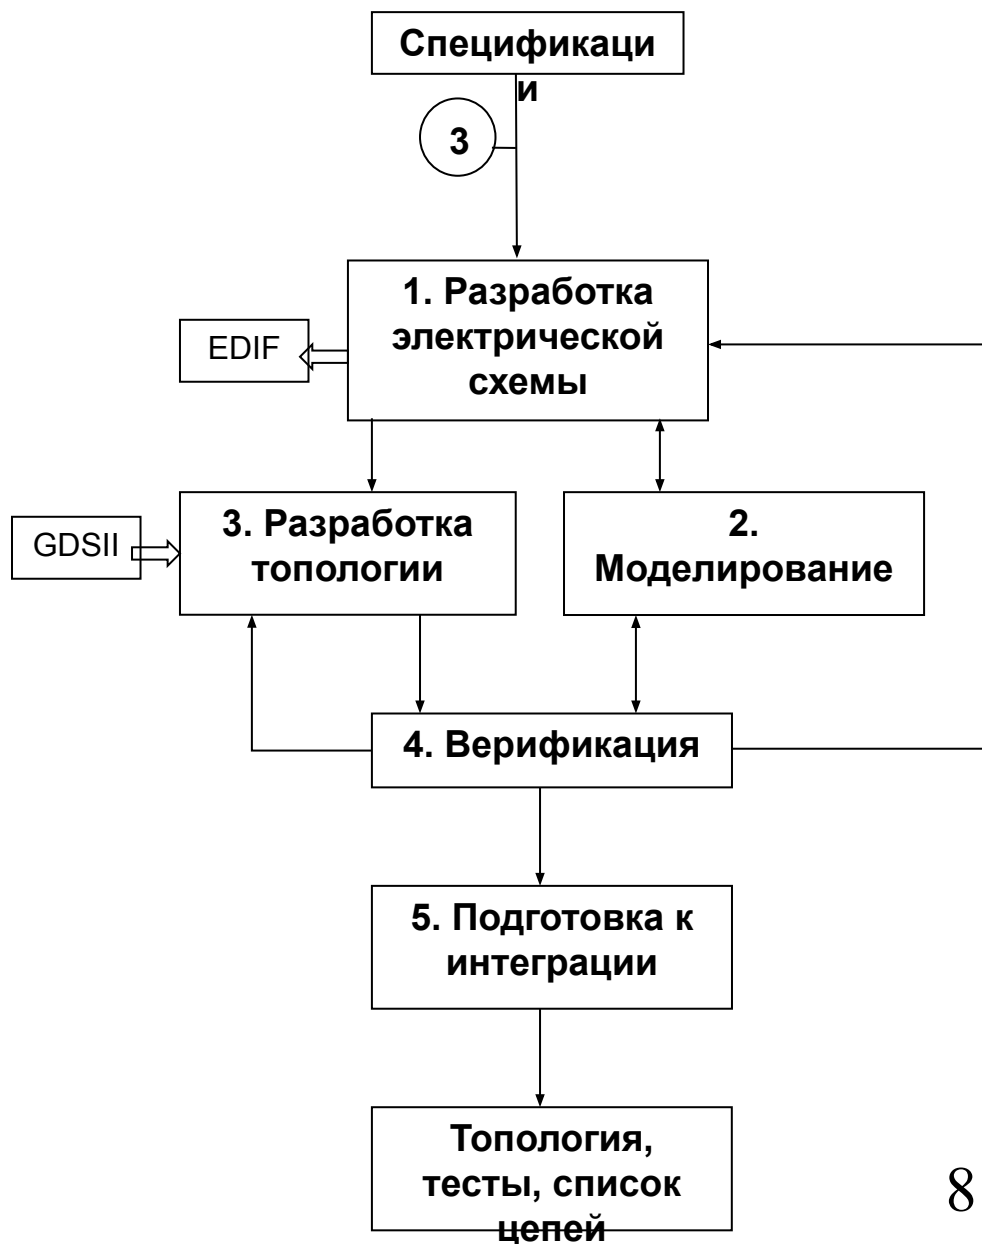 Спецификаци
и
3
1. Разработка
электрической
схемы
EDIF
3. Разработка
топологии
2.
Моделирование
GDSII
4. Верификация
5. Подготовка к
интеграции
Топология,
тесты, список
цепей
8